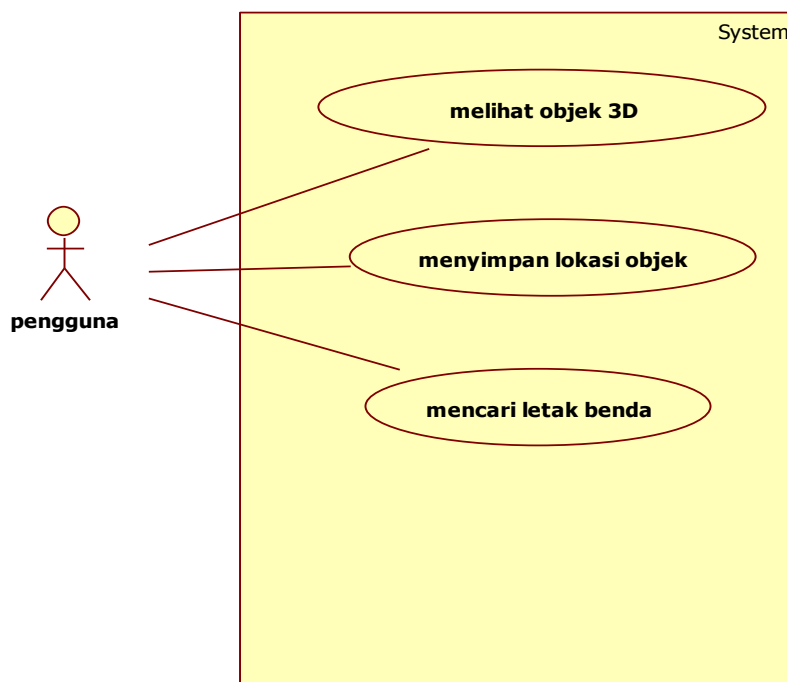 System
melihat objek 3D
menyimpan lokasi objek
pengguna
mencari letak benda